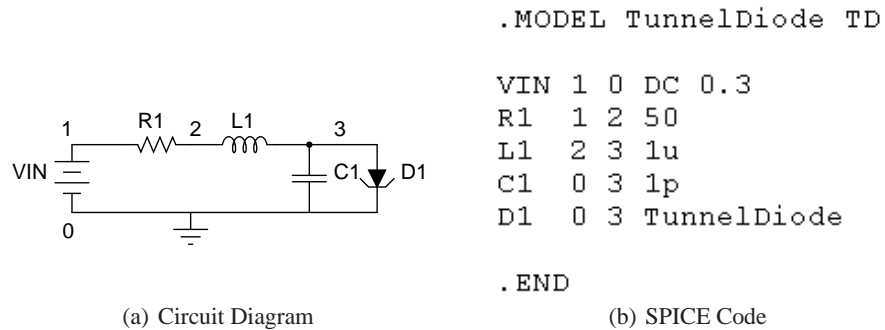 1
R1
2
L1
3
VIN
C1
D1
0
(a) Circuit Diagram
.MODEL TunnelDiode TD
VIN 1 0 DC 0.3
R1 1 2 50
L1 2 3 1u
C1 0 3 1p
D1 0 3 TunnelDiode
.END
(b) SPICE Code